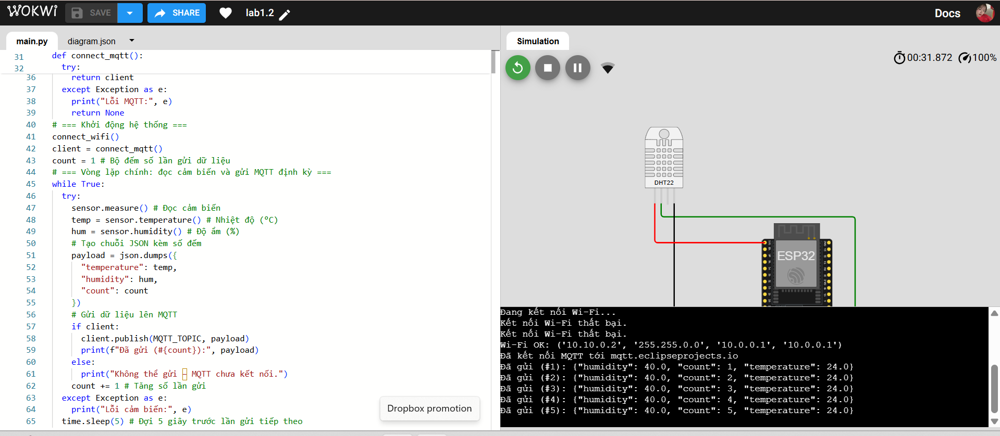 WOKWi
SAVE
SHARE
lab1.2
Docs
main.py
diagram.json
31 def connect_mqtt():
32 try:
36 return client
37 except Exception as e:
38 print("Lỗi MQTT:", e)
39 return None
40 # === Khởi động hệ thống ===
41 connect_wifi()
42 client = connect_mqtt()
43 count = 1 # Bộ đếm số lần gửi dữ liệu
44 # === Vòng lặp chính: đọc cảm biến và gửi MQTT định kỳ ===
45 while True:
46 try:
47 sensor.measure() # Đọc cảm biến
48 temp = sensor.temperature() # Nhiệt độ (°C)
49 hum = sensor.humidity() # Độ ẩm (%)
50 # Tạo chuỗi JSON kèm số đếm
51 payload = json.dumps({
52 "temperature": temp,
53 "humidity": hum,
54 "count": count
55 })
56 # Gửi dữ liệu lên MQTT
57 if client:
58 client.publish(MQTT_TOPIC, payload)
59 print(f"Đã gửi (#{count}):", payload)
60 else:
61 print("Không thể gửi – MQTT chưa kết nối.")
62 count += 1 # Tăng số lần gửi
63 except Exception as e:
64 print("Lỗi cảm biến:", e)
65 time.sleep(5) # Đợi 5 giây trước lần gửi tiếp theo
Dropbox promotion
Simulation
00:31.872
100%
DHT22
ESP32
Đang kết nối Wi-Fi...
Kết nối Wi-Fi thất bại.
Kết nối Wi-Fi thất bại.
Wi-Fi OK: ('10.10.0.2', '255.255.0.0', '10.0.0.1', '10.0.0.1')
Đã kết nối MQTT tới mqtt.eclipseprojects.io
Đã gửi (#1): {"humidity": 40.0, "count": 1, "temperature": 24.0}
Đã gửi (#2): {"humidity": 40.0, "count": 2, "temperature": 24.0}
Đã gửi (#3): {"humidity": 40.0, "count": 3, "temperature": 24.0}
Đã gửi (#4): {"humidity": 40.0, "count": 4, "temperature": 24.0}
Đã gửi (#5): {"humidity": 40.0, "count": 5, "temperature": 24.0}